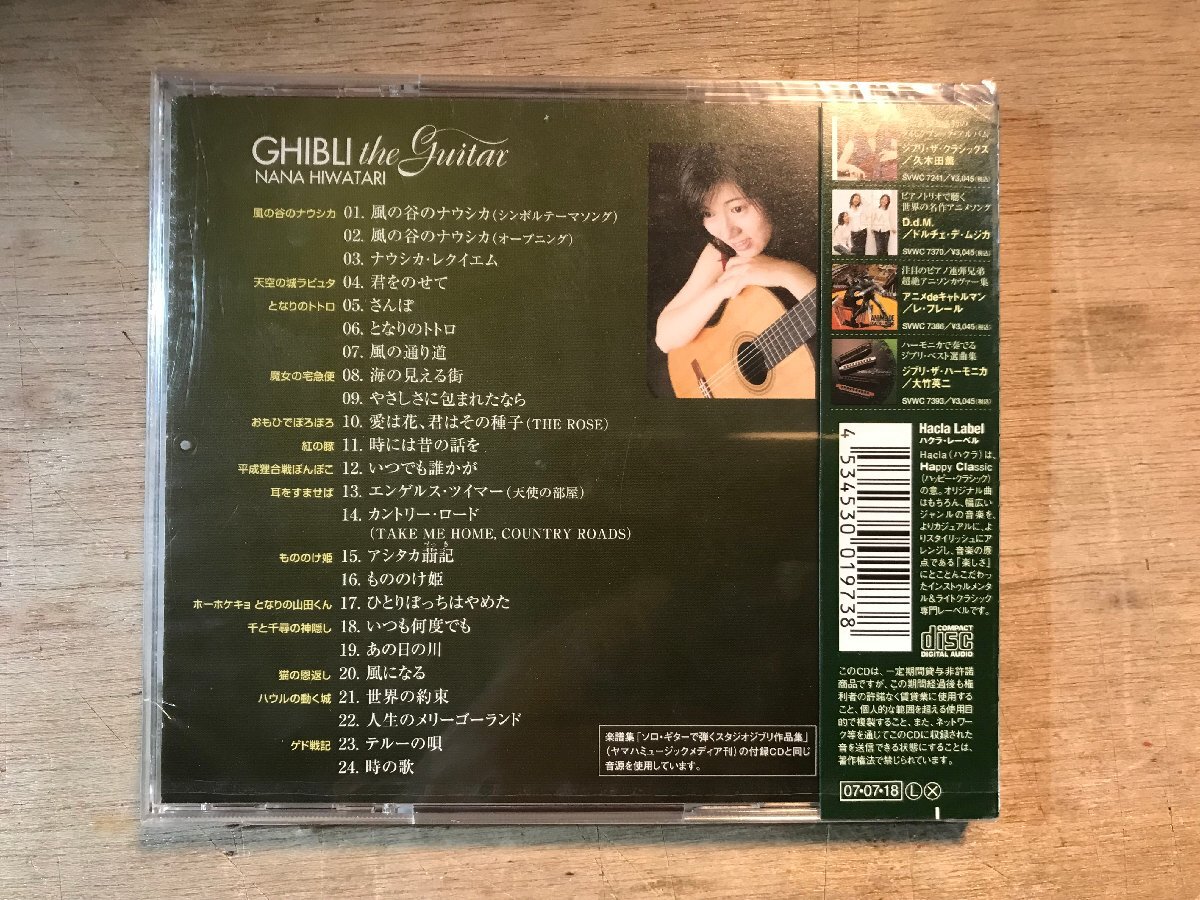 GHIBLI the Guitar
NANA HIWATARI
風の谷のナウシカ 01. 風の谷のナウシカ(シンボルテーマソング)
02. 風の谷のナウシカ(オープニング)
03. ナウシカ・レクイエム
天空の城ラピュタ 04. 君をのせて
となりのトトロ 05. さんぽ
06. となりのトトロ
07. 風の通り道
魔女の宅急便 08. 海の見える街
09. やさしさに包まれたなら
おもひでぽろぽろ 10. 愛は花、君はその種子(THE ROSE)
紅の豚 11. 時には昔の話を
平成狸合戦ぽんぽこ 12. いつでも誰かが
耳をすませば 13. エンゲルス・ツイマー(天使の部屋)
14. カントリー・ロード
(TAKE ME HOME, COUNTRY ROADS)
もののけ姫 15. アシタカ聶記
16. もののけ姫
ホーホケキョ となりの山田くん 17. ひとりぼっちはやめた
千と千尋の神隠し 18. いつも何度でも
19. あの日の川
猫の恩返し 20. 風になる
ハウルの動く城 21. 世界の約束
22. 人生のメリーゴーランド
ゲド戦記 23. テルーの唄
24. 時の歌
楽譜集「ソロ・ギターで弾くスタジオジブリ作品集」
(ヤマハミュージックメディア刊)の付録CDと同じ
音源を使用しています。
ジブリ・ザ・クラシックス
/久木田薫
SVWC 7241/¥3,045(税込)
ピアノトリオで聴く
世界の名作アニメソング
D.d.M.
/ドルチェ・デ・ムジカ
SVWC 7370/¥3,045(税込)
注目のピアノ連弾兄弟
超絶アニソンカヴァー集
アニメdeキャトルマン
/レ・フレール
SVWC 7386/¥3,045(税込)
ハーモニカで奏でる
ジブリ・ベスト選曲集
ジブリ・ザ・ハーモニカ
/大竹英二
SVWC 7393/¥3,045(税込)
4 534530 019738
Hacla Label
ハクラ・レーベル
Hacla(ハクラ)は、
Happy Classic
(ハッピー・クラシック)
の意。オリジナル曲
はもちろん、幅広い
ジャンルの音楽を、
よりカジュアルに、よ
りスタイリッシュにア
レンジし、音楽の原
点である「楽しさ」
にとことんこだわっ
たインストゥルメンタ
ル&ライトクラシック
専門レーベルです。
COMPACT
disc
DIGITAL AUDIO
このCDは、一定期間貸与非許諾
商品ですが、この期間経過後も権
利者の許諾なく賃貸業に使用する
こと、個人的な範囲を超える使用目
的で複製すること、また、ネットワー
ク等を通じてこのCDに収録された
音を送信できる状態にすることは、
著作権法で禁じられています。
07・07・18 Ⓛ Ⓧ